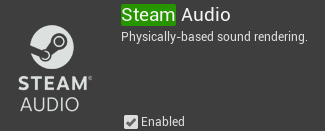 Steam Audio
Physically-based sound rendering.
STEAM®
AUDIO
Enabled